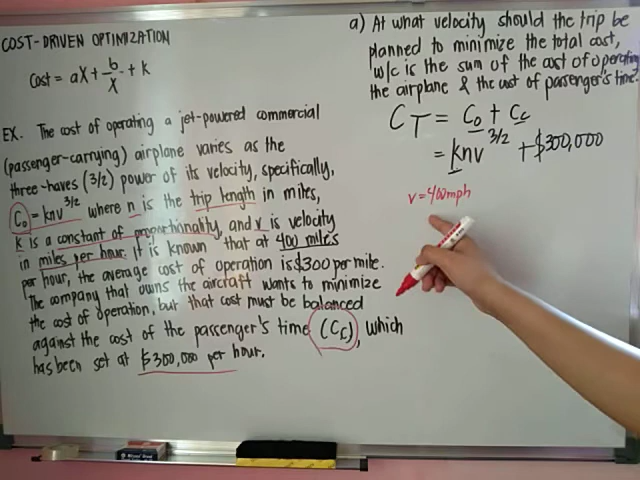 COST-DRIVEN OPTIMIZATION
Cost = aX + b/X + k
EX. The cost of operating a jet-powered commercial
(passenger-carrying) airplane varies as the
three-haves (3/2) power of its velocity, specifically,
C₀ = knv^3/2 where n is the trip length in miles,
k is a constant of proportionality, and v is velocity
in miles per hour. It is known that at 400 miles
per hour, the average cost of operation is $300 per mile.
The company that owns the aircraft wants to minimize
the cost of operation, but that cost must be balanced
against the cost of the passenger's time (Cc), which
has been set at $300,000 per hour.
a) At what velocity should the trip be
planned to minimize the total cost,
w/c is the sum of the cost of operating
the airplane & the cost of passenger's time?
C_T = C₀ + Cc
= knv^3/2 + $300,000
v = 400mph